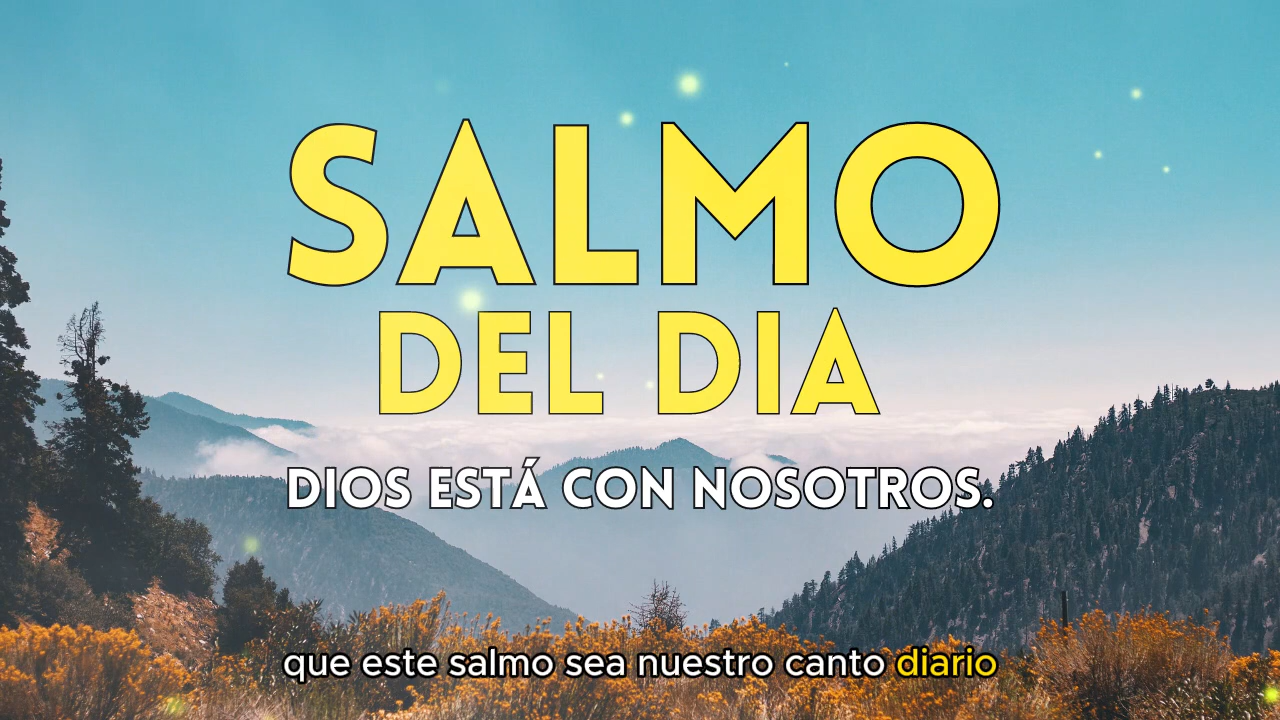 SALMO
DEL DIA
DIOS ESTÁ CON NOSOTROS.
que este salmo sea nuestro canto diario